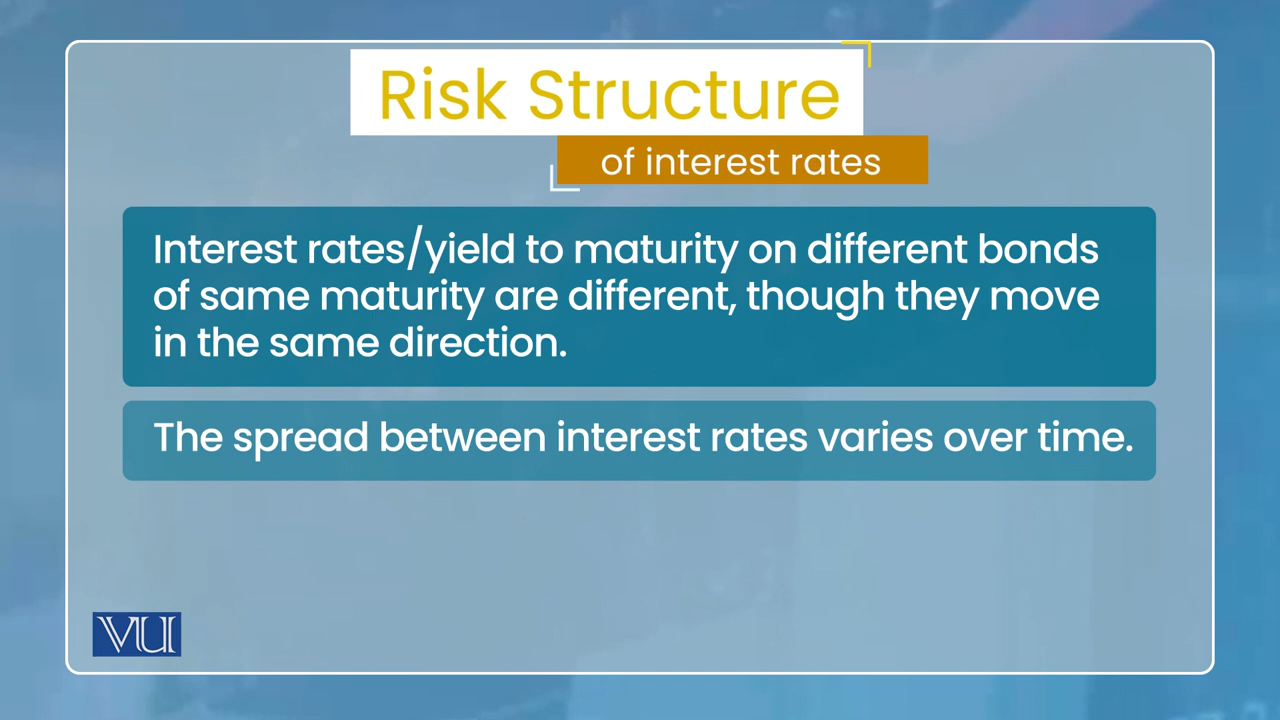 Risk Structure
of interest rates
Interest rates/yield to maturity on different bonds
of same maturity are different, though they move
in the same direction.
The spread between interest rates varies over time.
VU